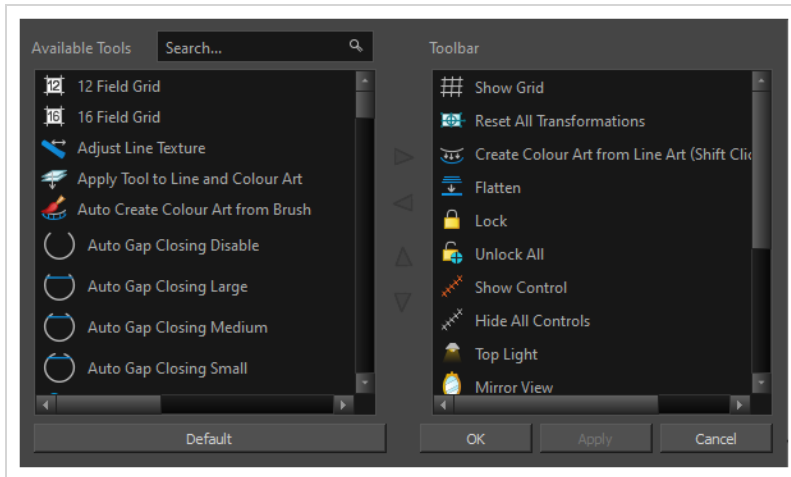 Available Tools
Search...
12 Field Grid
16 Field Grid
Adjust Line Texture
Apply Tool to Line and Colour Art
Auto Create Colour Art from Brush
Auto Gap Closing Disable
Auto Gap Closing Large
Auto Gap Closing Medium
Auto Gap Closing Small
Default
Toolbar
Show Grid
Reset All Transformations
Create Colour Art from Line Art (Shift Clic
Flatten
Lock
Unlock All
Show Control
Hide All Controls
Top Light
Mirror View
OK
Apply
Cancel